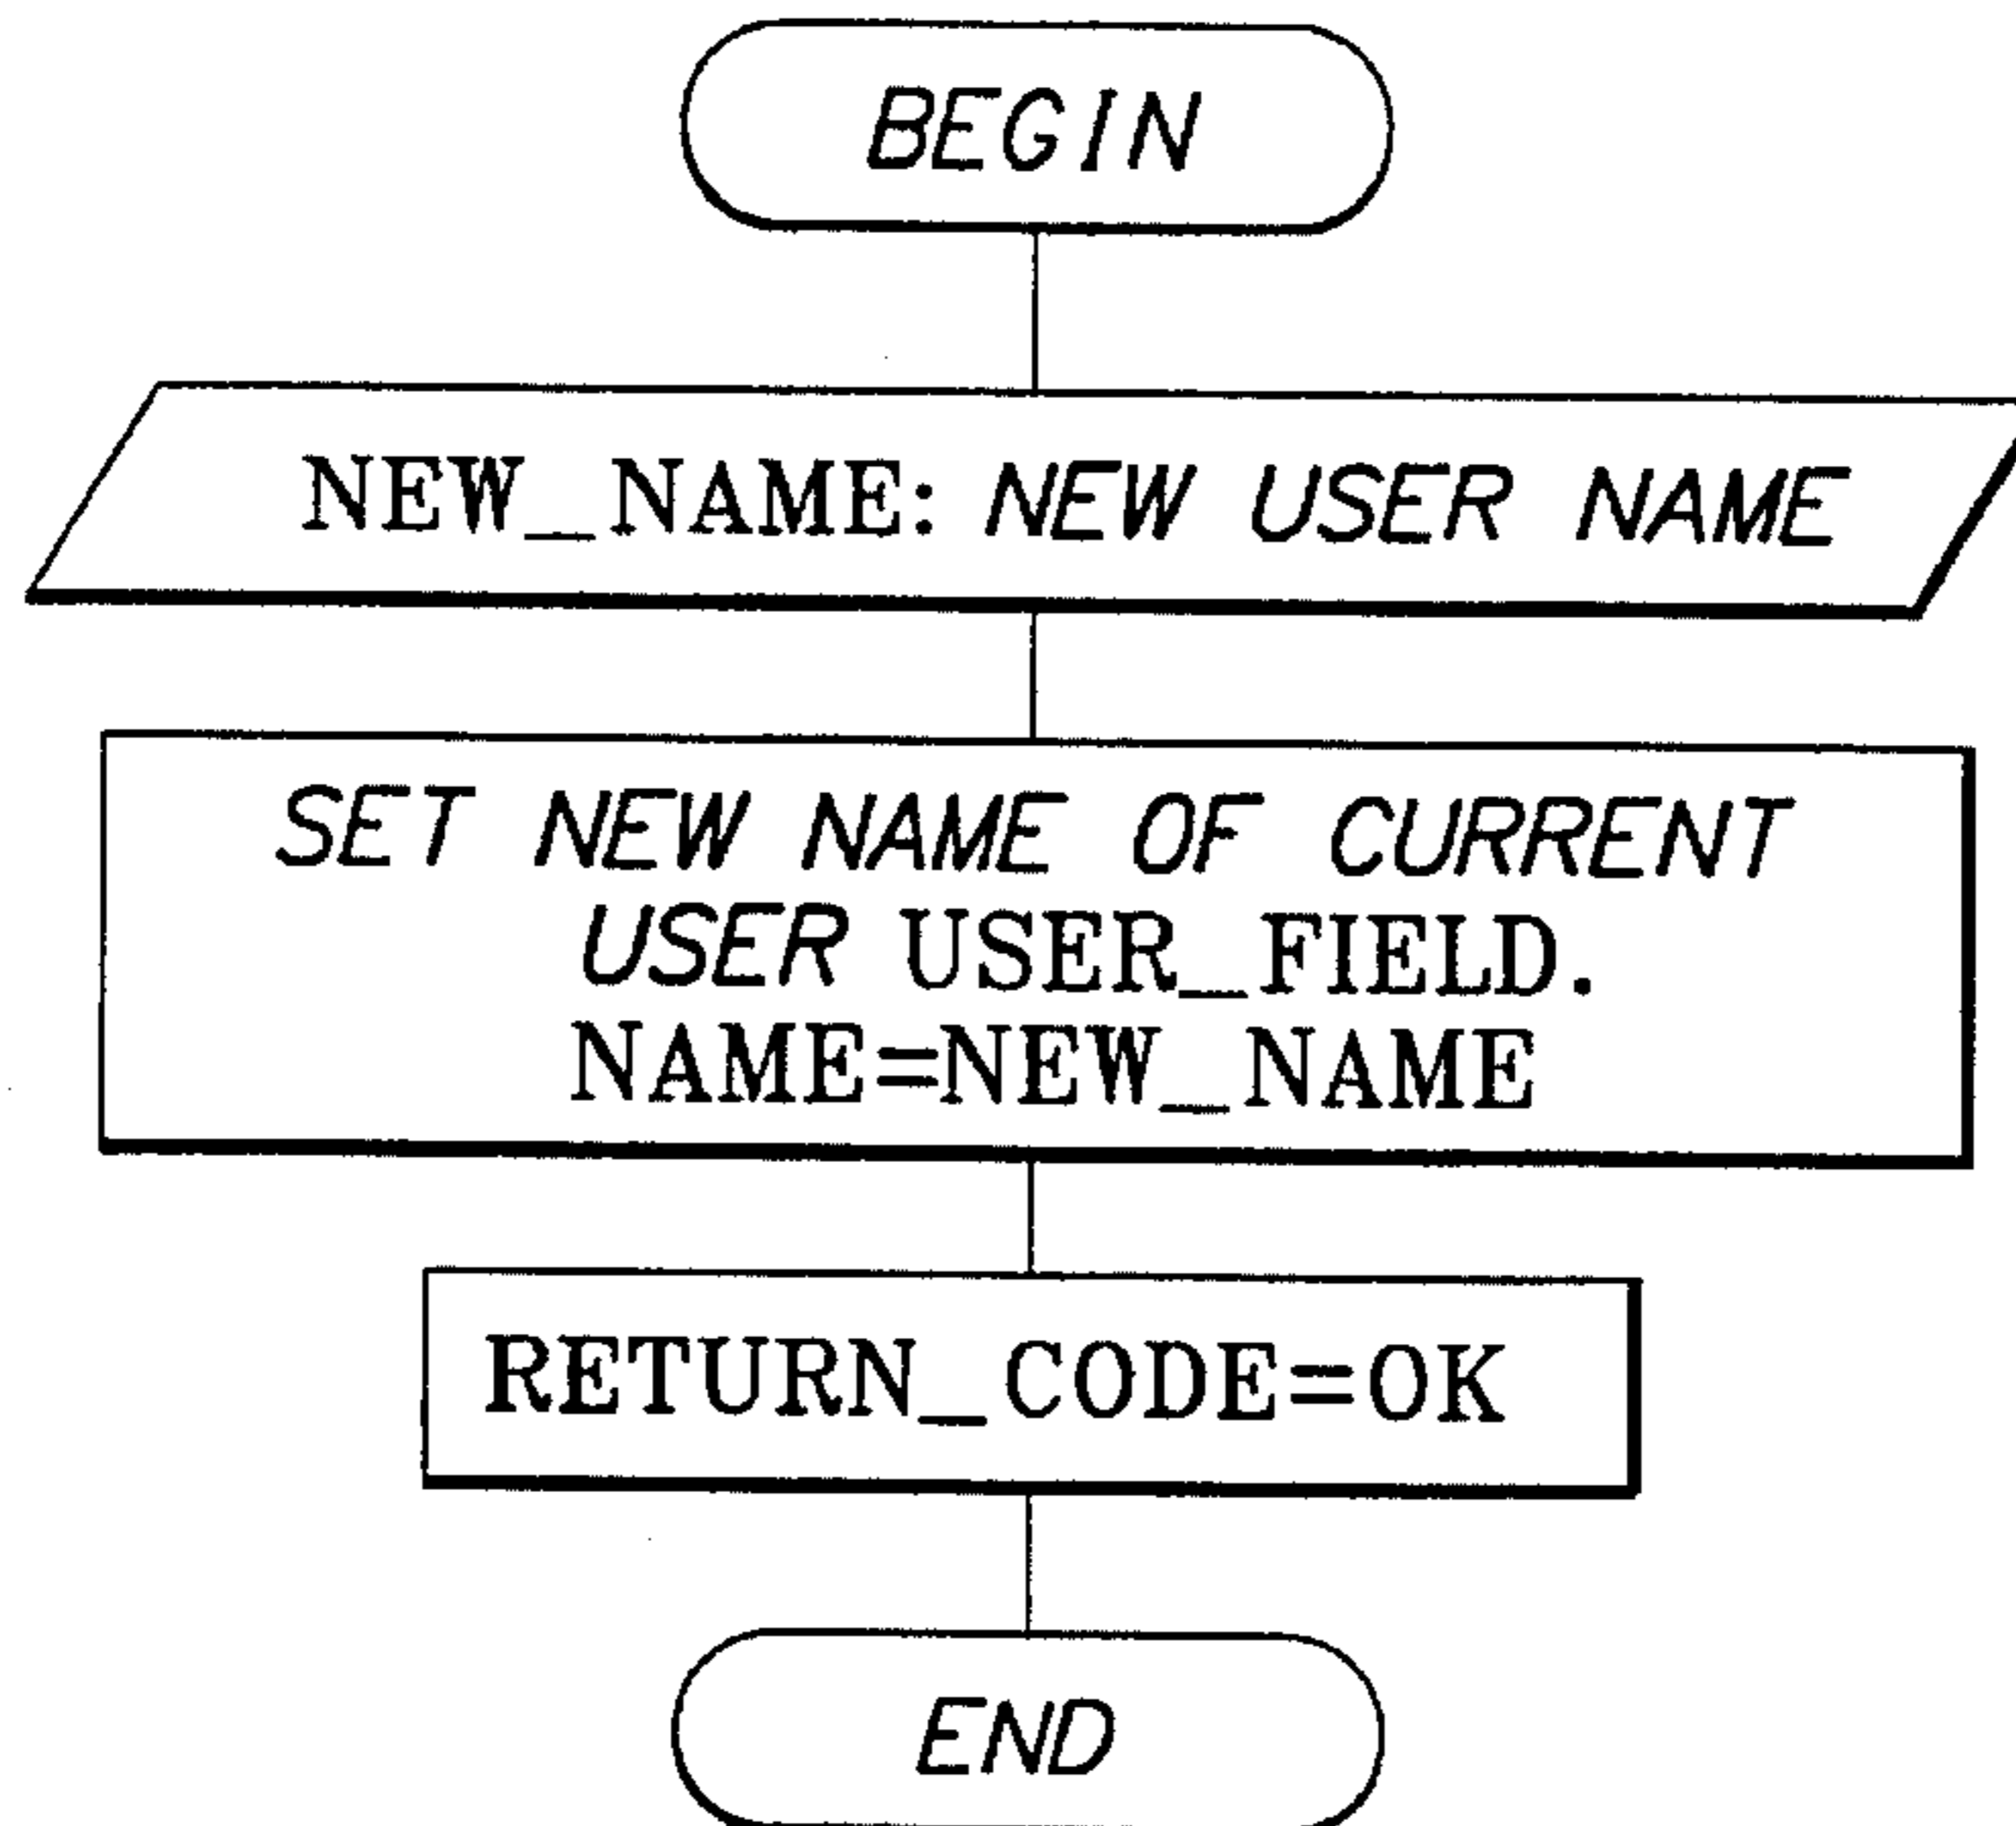 BEGIN
NEW_NAME: NEW USER NAME
SET NEW NAME OF CURRENT
USER USER_FIELD.
NAME=NEW_NAME
RETURN_CODE=OK
END